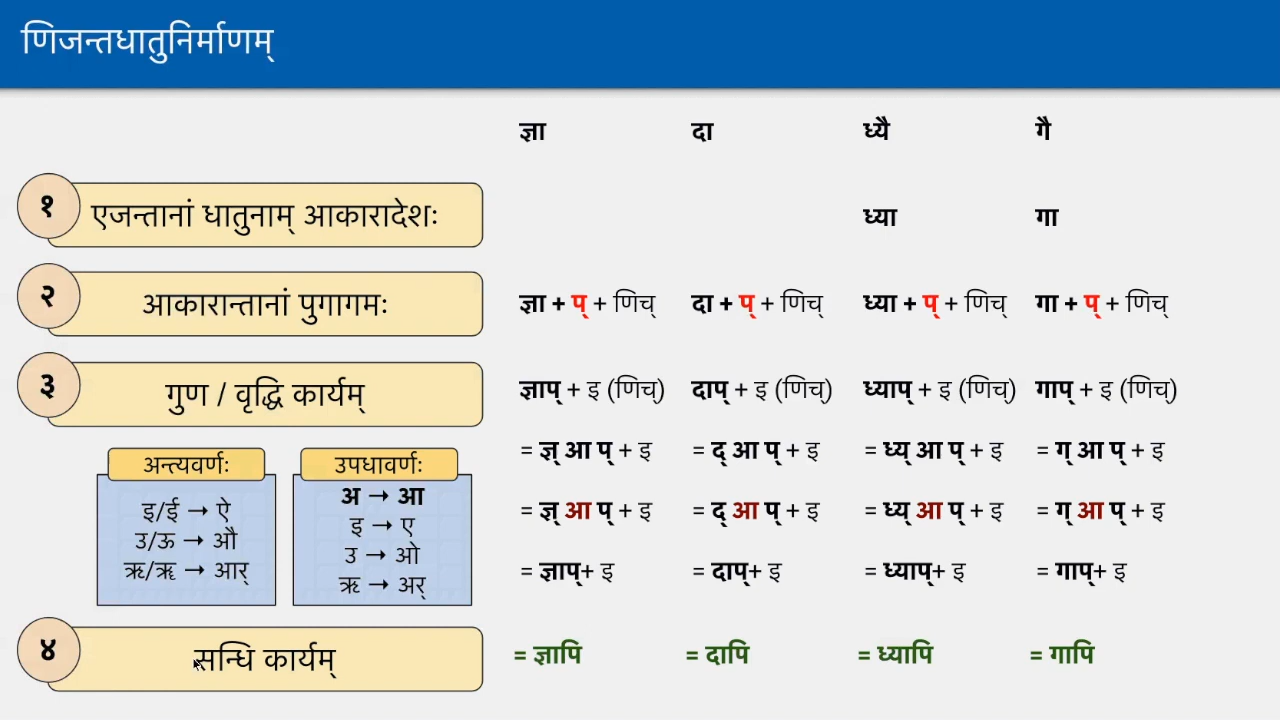 णिजन्तधातुनिर्माणम्
ज्ञा दा ध्यै गै
१ एजन्तानां धातुनाम् आकारादेशः ध्या गा
२ आकारान्तानां पुगागमः ज्ञा + प् + णिच् दा + प् + णिच् ध्या + प् + णिच् गा + प् + णिच्
३ गुण / वृद्धि कार्यम् ज्ञाप् + इ (णिच्) दाप् + इ (णिच्) ध्याप् + इ (णिच्) गाप् + इ (णिच्)
= ज्ञ् आ प् + इ = द् आ प् + इ = ध्य् आ प् + इ = ग् आ प् + इ
= ज्ञ् आ प् + इ = द् आ प् + इ = ध्य् आ प् + इ = ग् आ प् + इ
= ज्ञाप्+ इ = दाप्+ इ = ध्याप्+ इ = गाप्+ इ
अन्त्यवर्णः
इ/ई → ऐ
उ/ऊ → औ
ऋ/ॠ → आर्
उपधावर्णः
अ → आ
इ → ए
उ → ओ
ऋ → अर्
४ सन्धि कार्यम् = ज्ञापि = दापि = ध्यापि = गापि